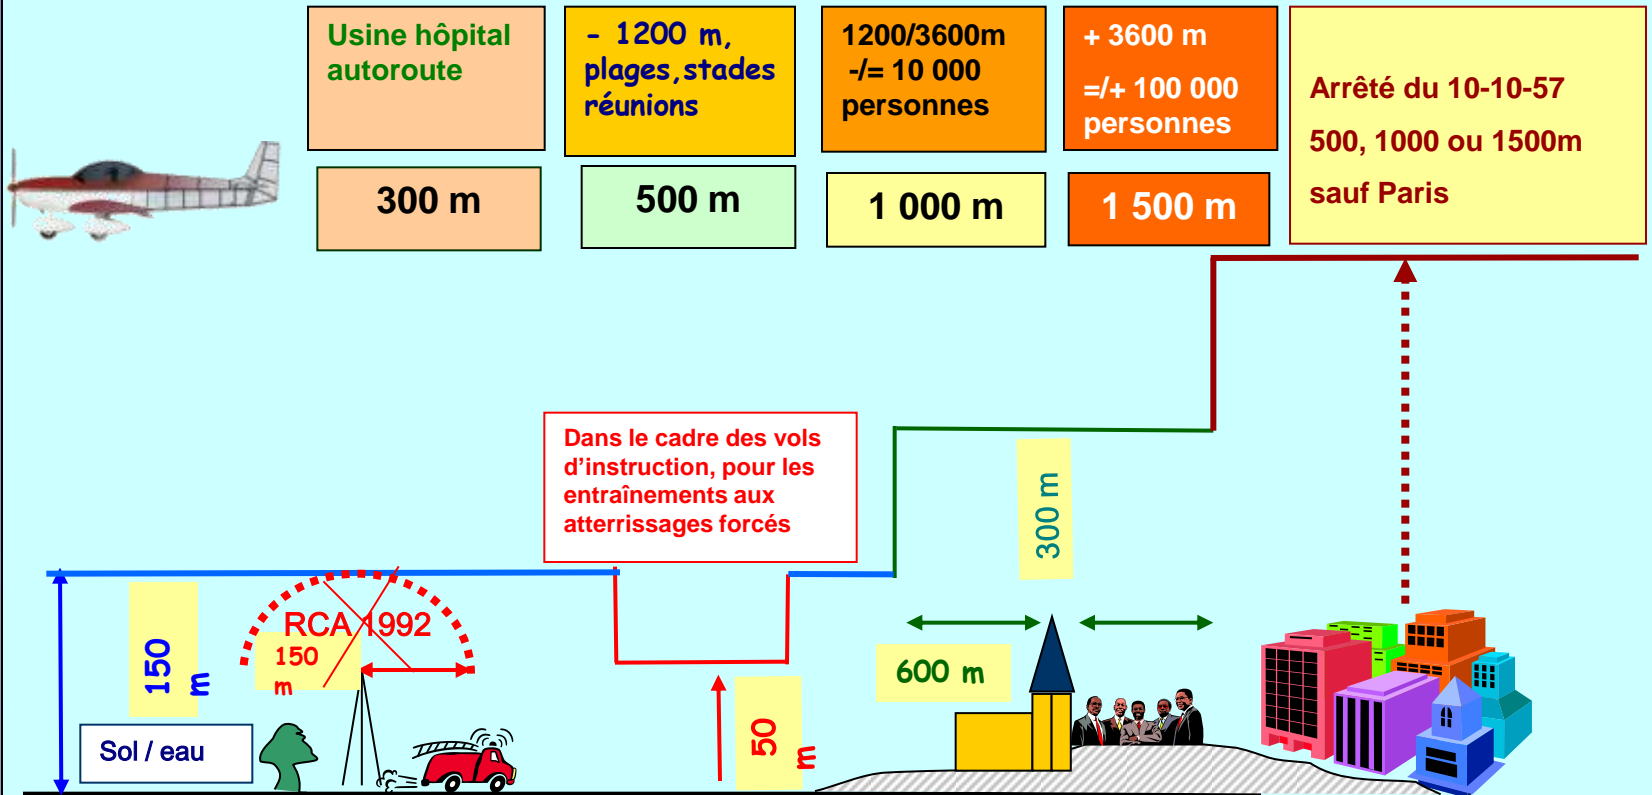 Usine hôpital
autoroute
- 1200 m,
plages,stades
réunions
1200/3600m
-/= 10 000
personnes
+ 3600 m
=/+ 100 000
personnes
Arrêté du 10-10-57
500, 1000 ou 1500m
sauf Paris
300 m
500 m
1 000 m
1 500 m
Dans le cadre des vols
d’instruction, pour les
entraînements aux
atterrissages forcés
300 m
RCA 1992
150
m
150
m
600 m
50
m
Sol / eau